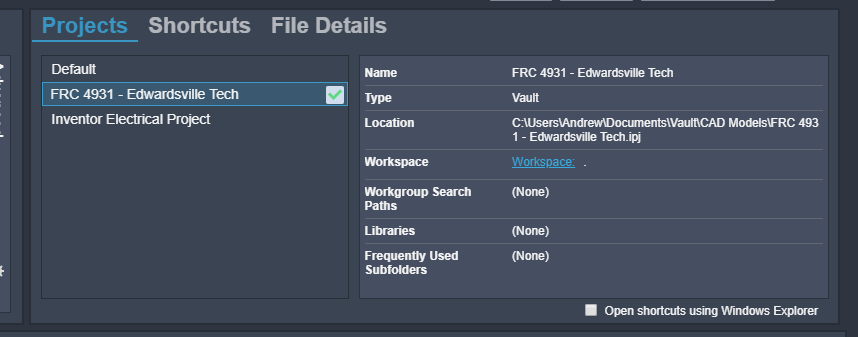 Projects Shortcuts File Details
Default
FRC 4931 - Edwardsville Tech
Inventor Electrical Project
Name FRC 4931 - Edwardsville Tech
Type Vault
Location C:\Users\Andrew\Documents\Vault\CAD Models\FRC 493
1 - Edwardsville Tech.ipj
Workspace Workspace: .
Workgroup Search (None)
Paths
Libraries (None)
Frequently Used (None)
Subfolders
Open shortcuts using Windows Explorer